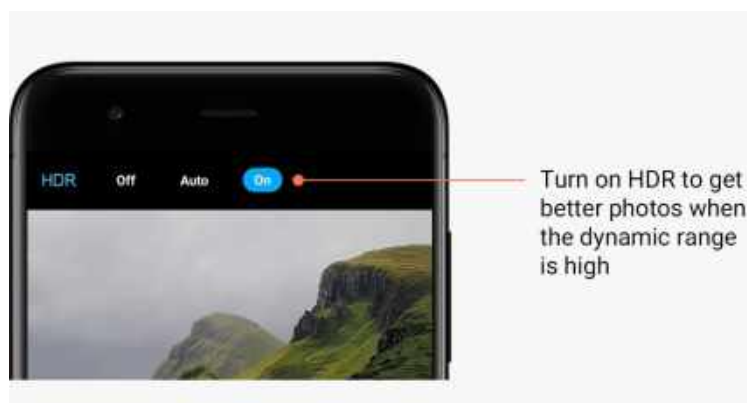 HDR Off Auto On
Turn on HDR to get
better photos when
the dynamic range
is high